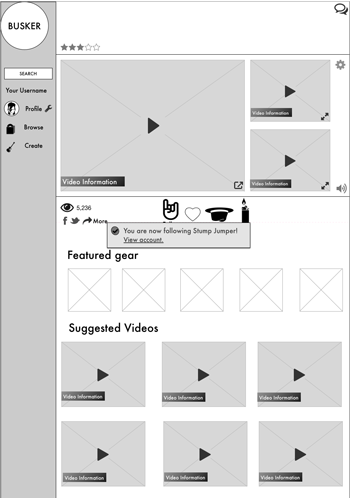 BUSKER
SEARCH
Your Username
Profile
Browse
Create
Video Information
Video Information
Video Information
5,236
More
You are now following Stump Jumper!
View account.
Featured gear
Suggested Videos
Video Information
Video Information
Video Information
Video Information
Video Information
Video Information